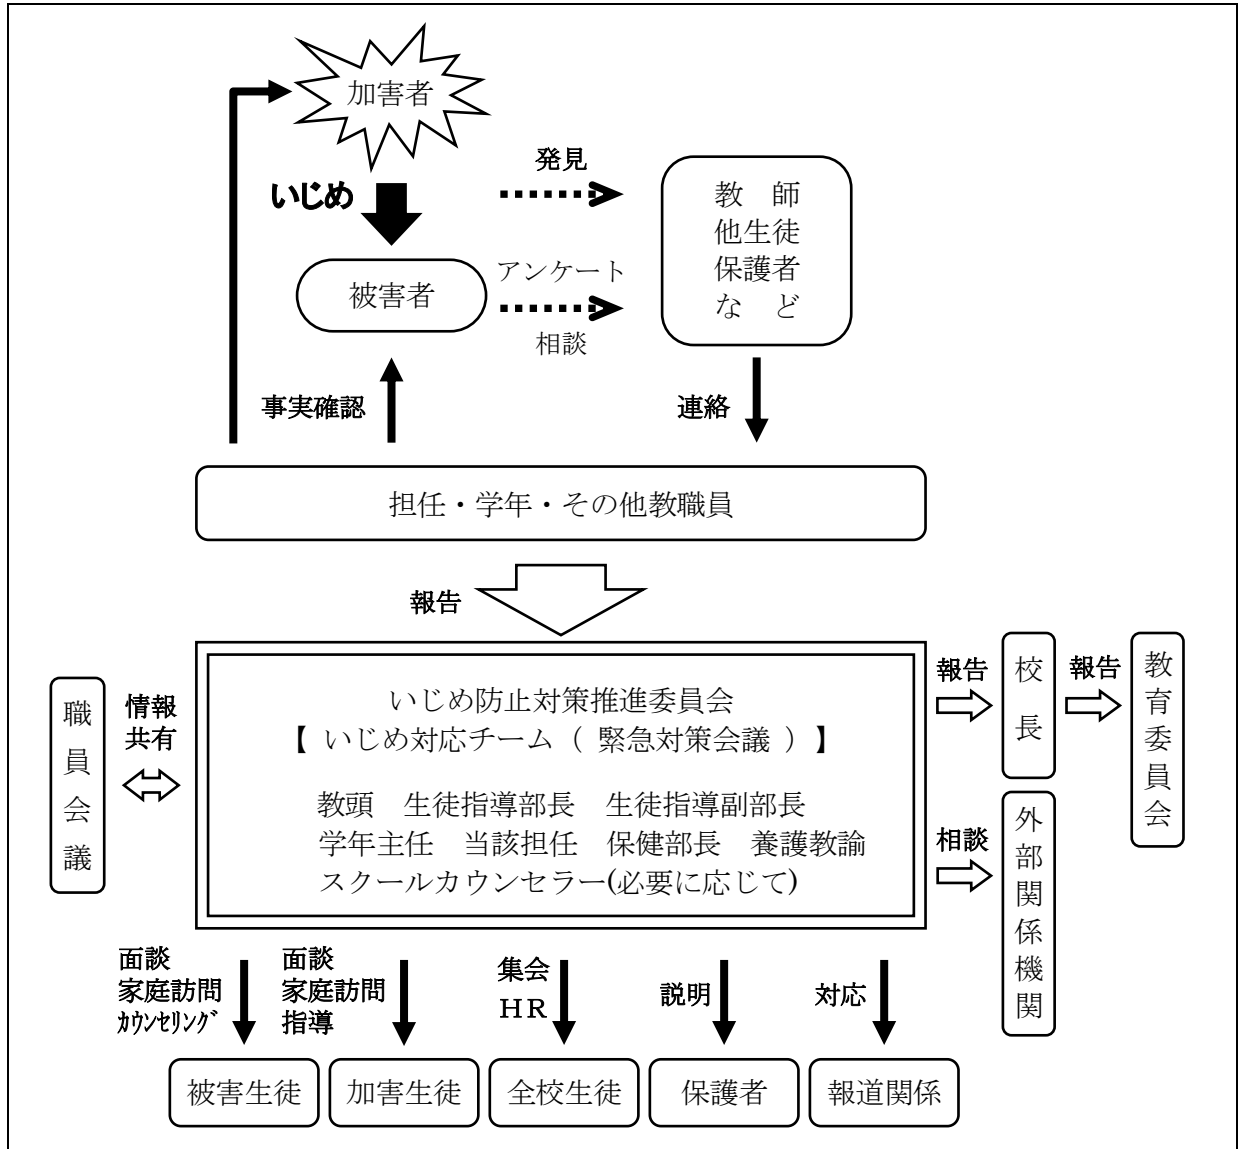 加害者
いじめ
被害者
発見
アンケート
相談
教　師
他生徒
保護者
な　ど
事実確認
連絡
担任・学年・その他教職員
報告
職員会議
情報
共有
いじめ防止対策推進委員会
【 いじめ対応チーム（ 緊急対策会議 ）】
教頭　生徒指導部長　生徒指導副部長
学年主任　当該担任　保健部長　養護教諭
スクールカウンセラー(必要に応じて)
報告
校長
報告
教育委員会
相談
外部関係機関
面談
家庭訪問
ｶｳﾝｾﾘﾝｸﾞ
面談
家庭訪問
指導
集会
ＨＲ
説明
対応
被害生徒
加害生徒
全校生徒
保護者
報道関係